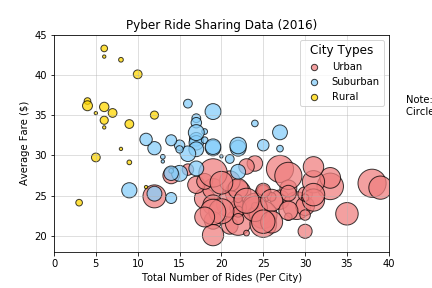 Pyber Ride Sharing Data (2016)
45
40
35
30
25
20
Average Fare ($)
City Types
Urban
Suburban
Rural
Note:
Circle
0 5 10 15 20 25 30 35 40
Total Number of Rides (Per City)